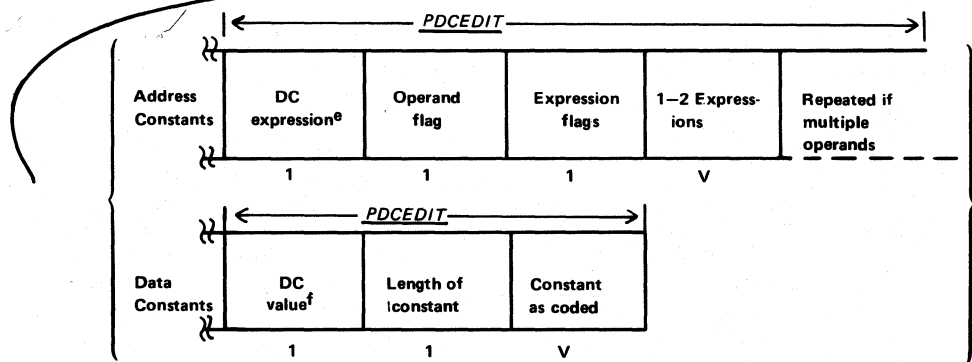 PDCEDIT
Address Constants
DC expressione
Operand flag
Expression flags
1-2 Express-ions
Repeated if multiple operands
1 1 1 V
PDCEDIT
Data Constants
DC valuef
Length of constant
Constant as coded
1 1 V